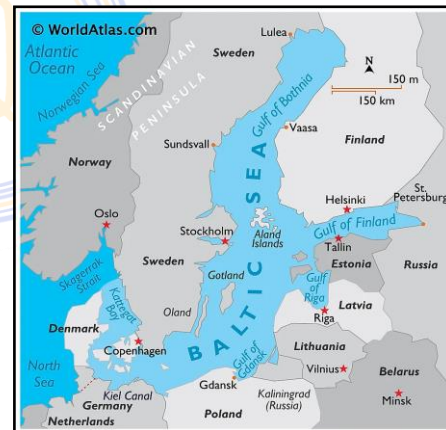 © WorldAtlas.com
Atlantic
Ocean
Norwegian Sea
SCANDINAVIAN
PENINSULA
Sweden
Lulea
N
150 m
150 km
Gulf of Bothnia
Vaasa
Sundsvall
Finland
Norway
Oslo
Helsinki
St.
Petersburg
Gulf of Finland
Stockholm
Aland
Islands
Tallin
Estonia
Russia
Skagerrak
Strait
Sweden
Gotland
Gulf
of
Riga
BALTIC SEA
Kattegat
Bay
Oland
Latvia
Riga
Denmark
Copenhagen
Lithuania
Vilnius
Belarus
North
Sea
Gulf of
Gdansk
Kiel Canal
Gdansk
Kaliningrad
(Russia)
Minsk
Germany
Poland
Netherlands